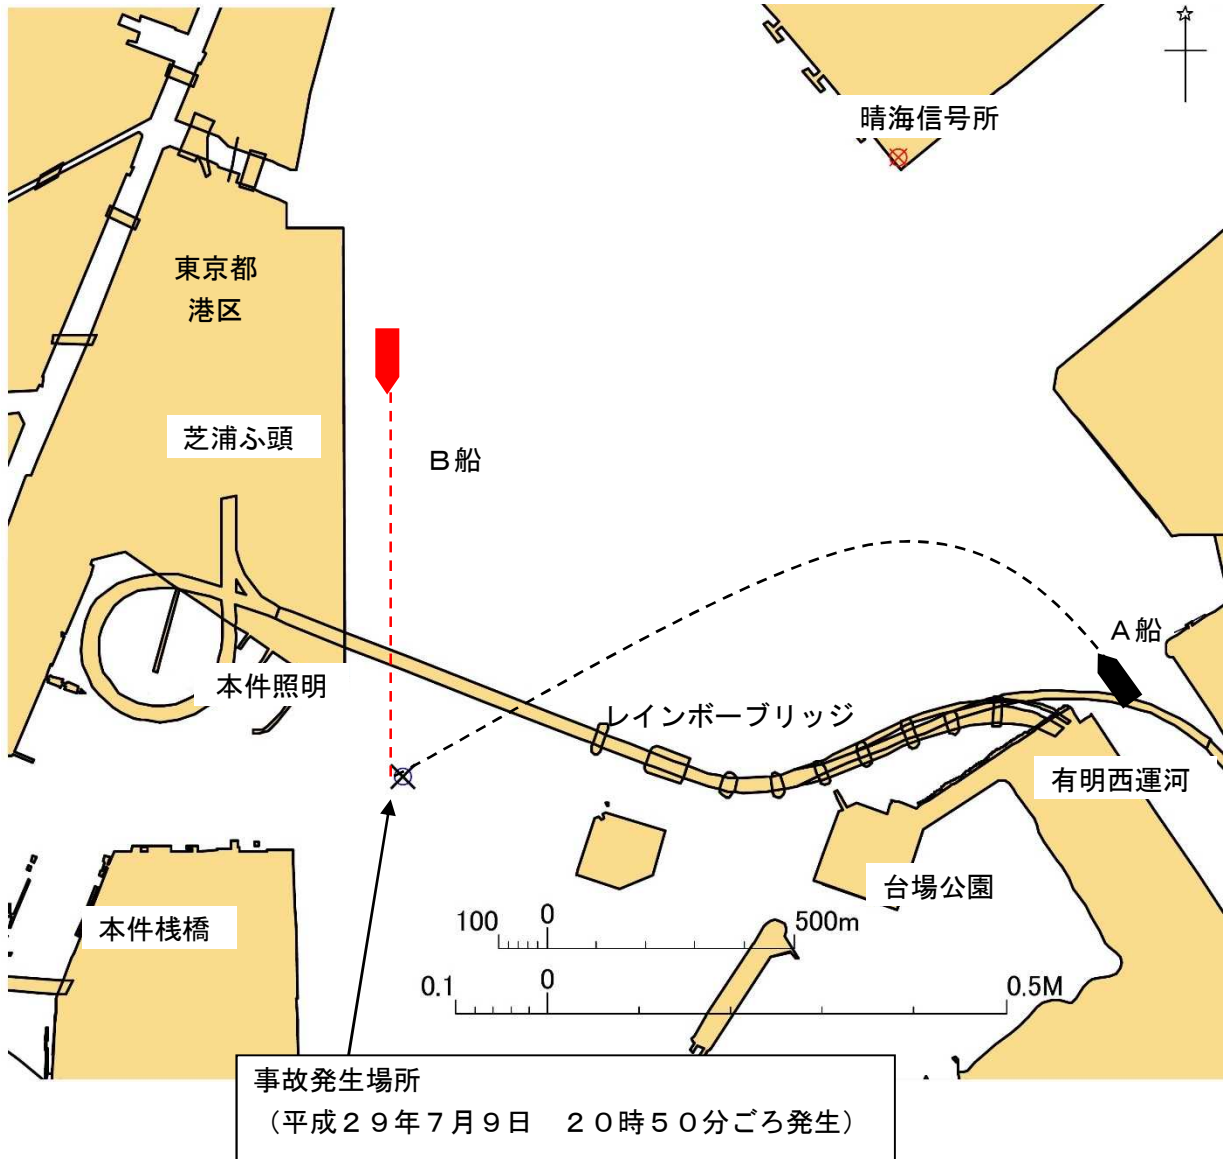 晴海信号所
東京都
港区
芝浦ふ頭
B船
A船
本件照明
レインボーブリッジ
有明西運河
台場公園
本件桟橋
100 0 500m
0.1 0 0.5M
事故発生場所
（平成２９年７月９日　２０時５０分ごろ発生）